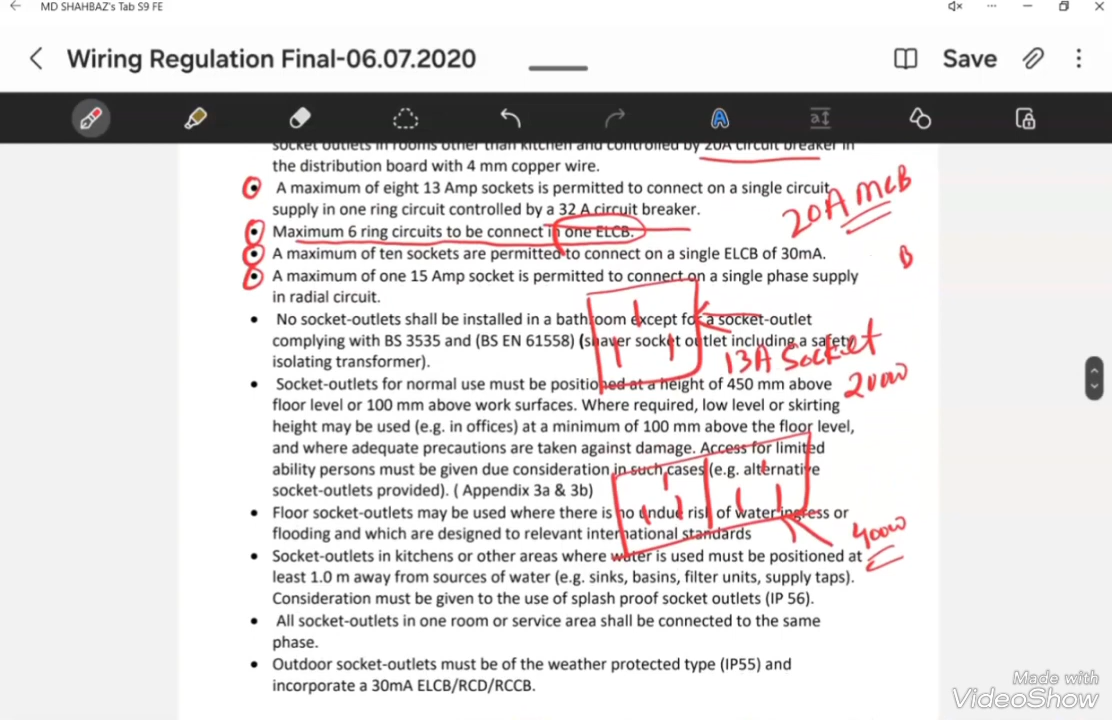 MD SHAHBAZ's Tab S9 FE
Wiring Regulation Final-06.07.2020
Save
socket outlets in rooms other than kitchen and controlled by 20A circuit breaker in
the distribution board with 4 mm copper wire.
• A maximum of eight 13 Amp sockets is permitted to connect on a single circuit
supply in one ring circuit controlled by a 32 A circuit breaker.
20A MCB
• Maximum 6 ring circuits to be connect in one ELCB.
• A maximum of ten sockets are permitted to connect on a single ELCB of 30mA.
B
• A maximum of one 15 Amp socket is permitted to connect on a single phase supply
in radial circuit.
• No socket-outlets shall be installed in a bathroom except for a socket-outlet
complying with BS 3535 and (BS EN 61558) (shaver socket outlet including a safety
isolating transformer).
13A Socket
2000
• Socket-outlets for normal use must be positioned at a height of 450 mm above
floor level or 100 mm above work surfaces. Where required, low level or skirting
height may be used (e.g. in offices) at a minimum of 100 mm above the floor level,
and where adequate precautions are taken against damage. Access for limited
ability persons must be given due consideration in such cases (e.g. alternative
socket-outlets provided). ( Appendix 3a & 3b)
• Floor socket-outlets may be used where there is no undue risk of water ingress or
flooding and which are designed to relevant international standards
4000
• Socket-outlets in kitchens or other areas where water is used must be positioned at
least 1.0 m away from sources of water (e.g. sinks, basins, filter units, supply taps).
Consideration must be given to the use of splash proof socket outlets (IP 56).
• All socket-outlets in one room or service area shall be connected to the same
phase.
• Outdoor socket-outlets must be of the weather protected type (IP55) and
incorporate a 30mA ELCB/RCD/RCCB.
Made with
VideoShow